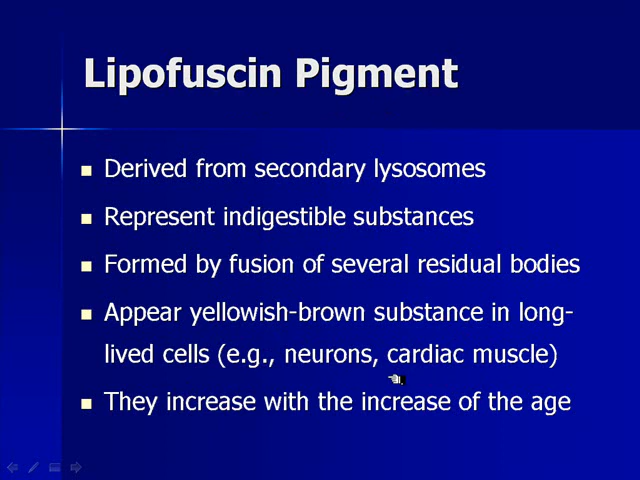 Lipofuscin Pigment
Derived from secondary lysosomes
Represent indigestible substances
Formed by fusion of several residual bodies
Appear yellowish-brown substance in long-
lived cells (e.g., neurons, cardiac muscle)
They increase with the increase of the age